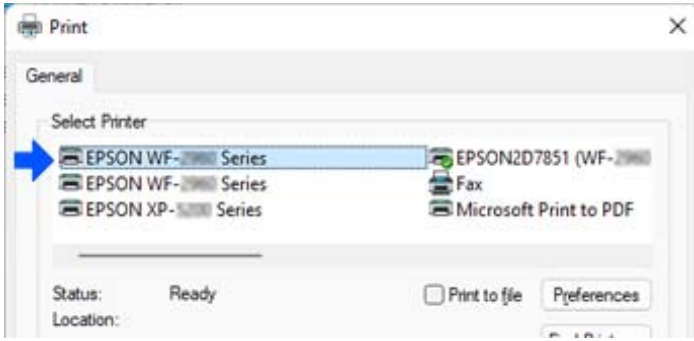 Print
General
Select Printer
EPSON WF- Series
EPSON WF- Series
EPSON XP- Series
EPSON2D7851 (WF-
Fax
Microsoft Print to PDF
Status: Ready
Print to file
Preferences
Location: